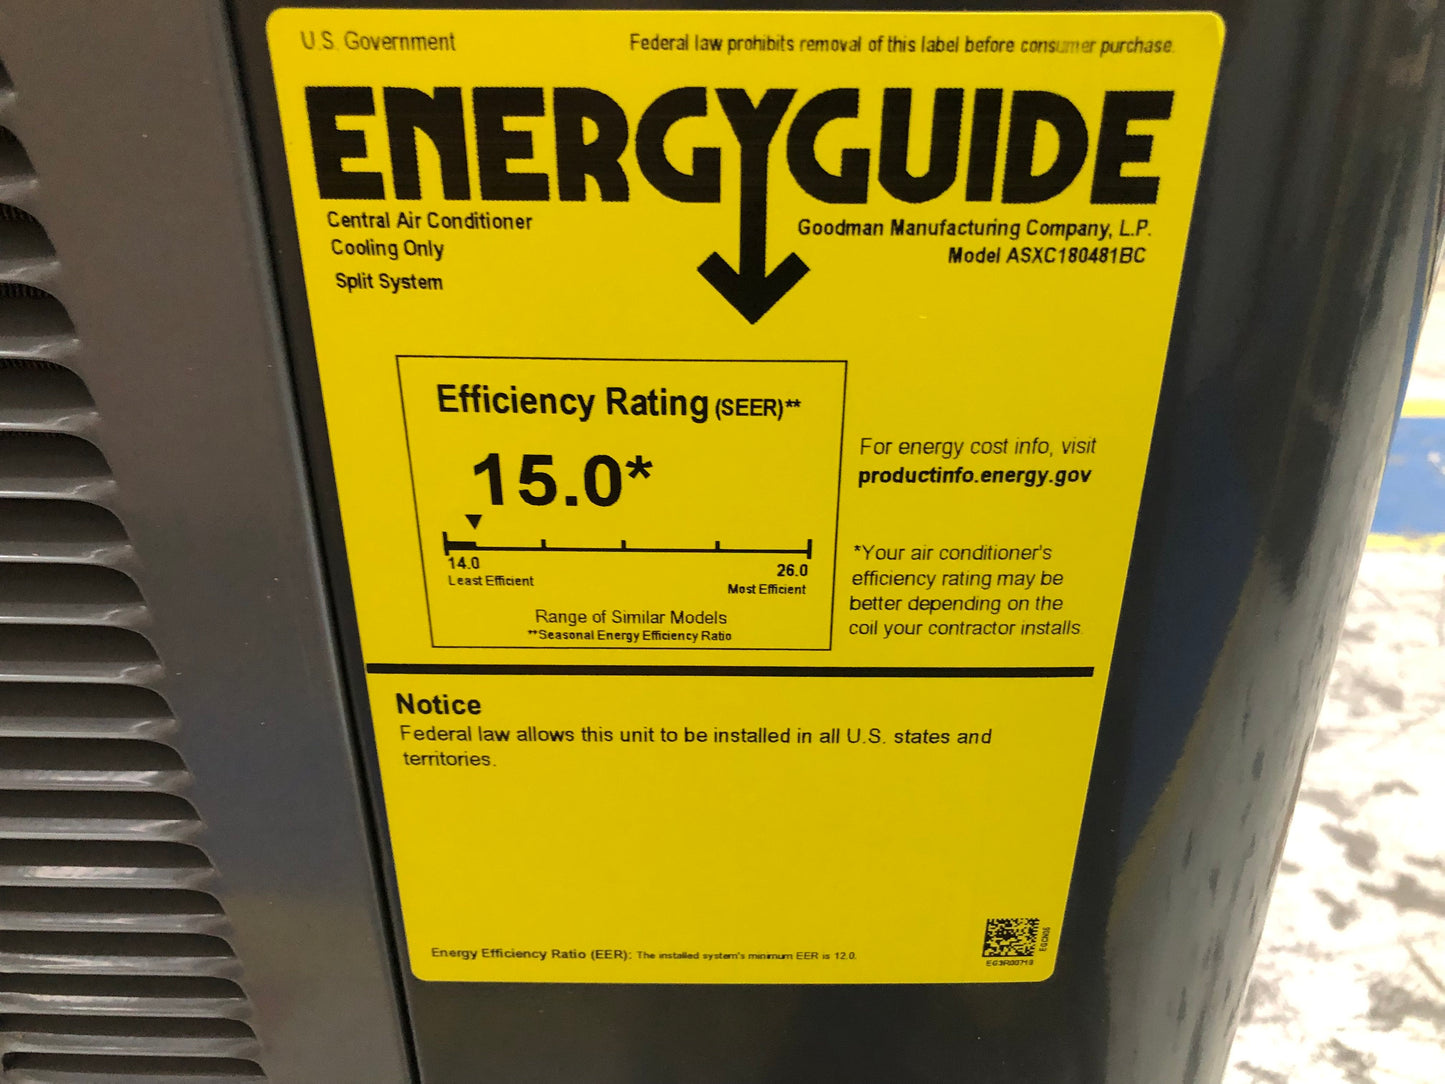 U.S. Government
Federal law prohibits removal of this label before consumer purchase.
ENERGYGUIDE
Central Air Conditioner
Cooling Only
Split System
Goodman Manufacturing Company, L.P.
Model ASXC180481BC
Efficiency Rating (SEER)**
15.0*
14.0
Least Efficient
26.0
Most Efficient
Range of Similar Models
**Seasonal Energy Efficiency Ratio
For energy cost info, visit
productinfo.energy.gov
*Your air conditioner's
efficiency rating may be
better depending on the
coil your contractor installs.
Notice
Federal law allows this unit to be installed in all U.S. states and
territories.
Energy Efficiency Ratio (EER): The installed system's minimum EER is 12.0.